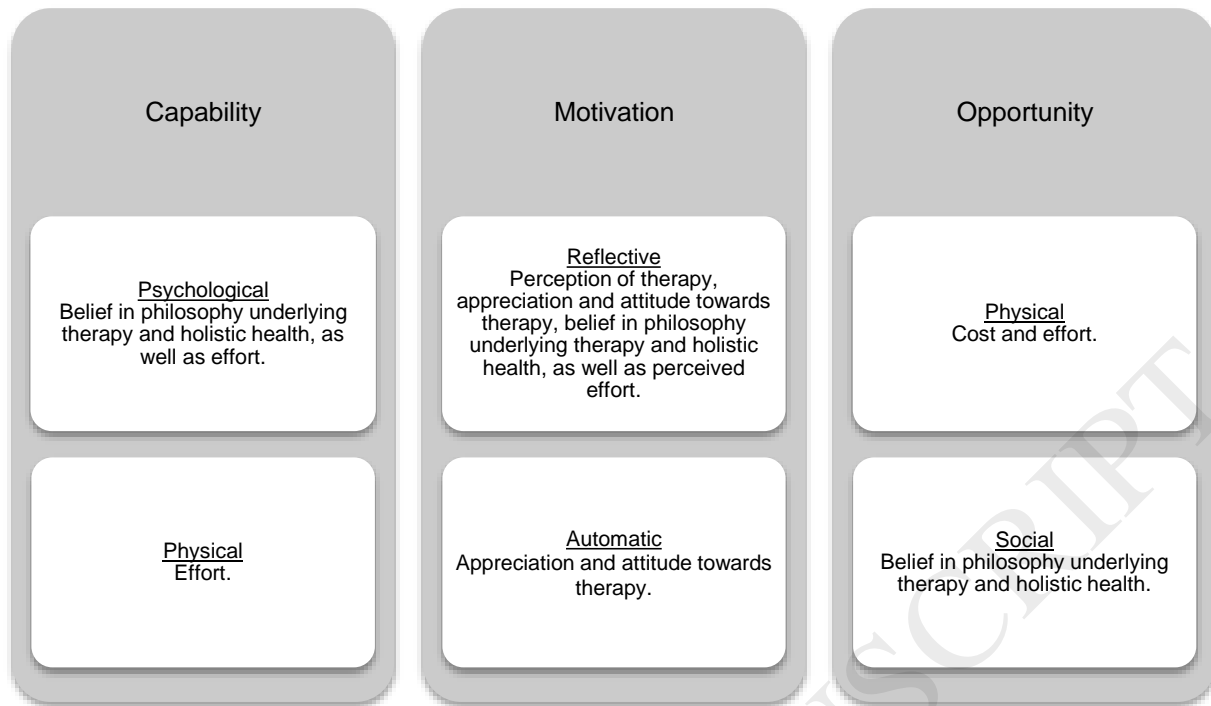 Capability
Psychological
Belief in philosophy underlying
therapy and holistic health, as
well as effort.
Physical
Effort.
Motivation
Reflective
Perception of therapy,
appreciation and attitude towards
therapy, belief in philosophy
underlying therapy and holistic
health, as well as perceived
effort.
Automatic
Appreciation and attitude towards
therapy.
Opportunity
Physical
Cost and effort.
Social
Belief in philosophy underlying
therapy and holistic health.